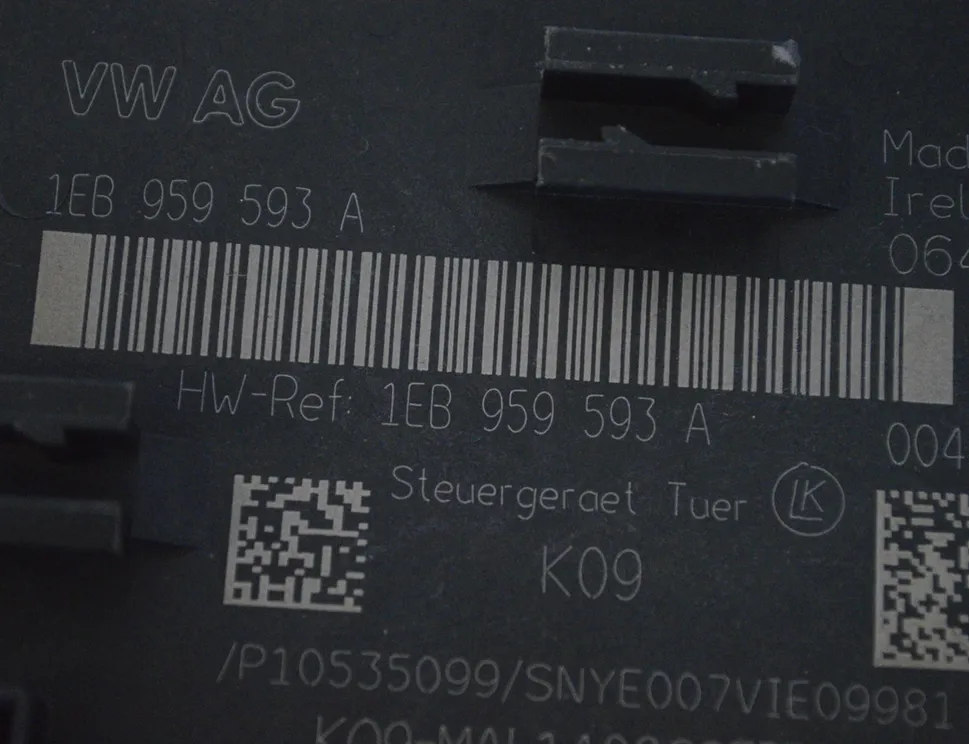 VW AG
1EB 959 593 A
Mad
Irel
064
HW-Ref: 1EB 959 593 A
004
Steuergeraet Tuer LK
K09
/P10535099/SNYE007VIE09981